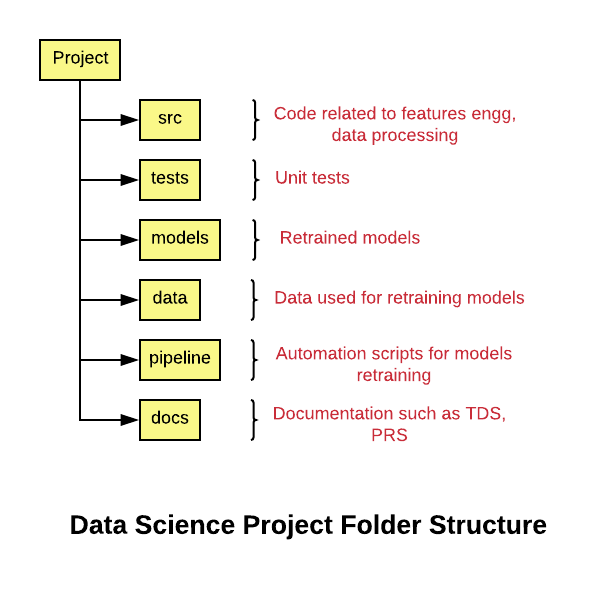 Project
src
Code related to features engg,
data processing
tests
Unit tests
models
Retrained models
data
Data used for retraining models
pipeline
Automation scripts for models
retraining
docs
Documentation such as TDS,
PRS
Data Science Project Folder Structure